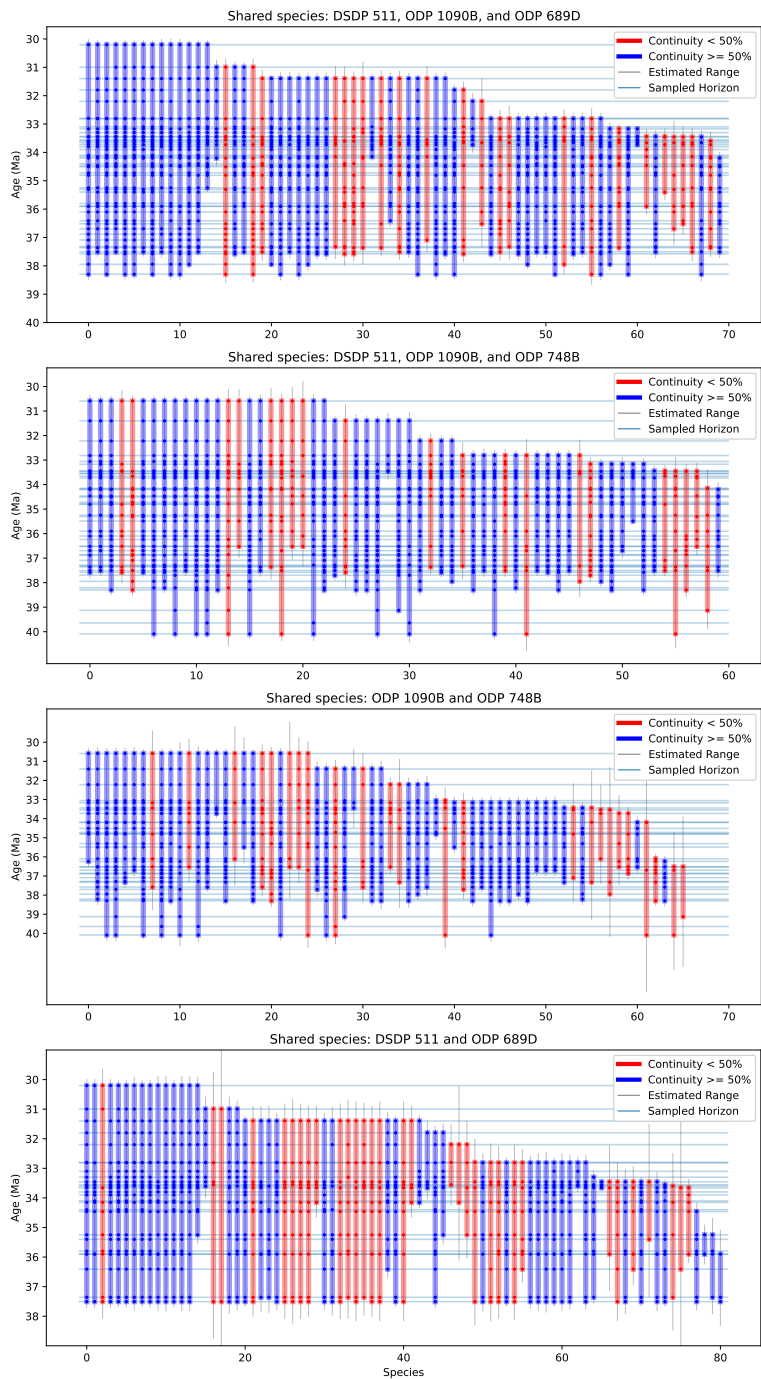 Shared species: DSDP 511, ODP 1090B, and ODP 689D
Continuity < 50%
Continuity >= 50%
Estimated Range
Sampled Horizon
Age (Ma)
30
31
32
33
34
35
36
37
38
39
40
0 10 20 30 40 50 60 70
Shared species: DSDP 511, ODP 1090B, and ODP 748B
Continuity < 50%
Continuity >= 50%
Estimated Range
Sampled Horizon
Age (Ma)
30
31
32
33
34
35
36
37
38
39
40
0 10 20 30 40 50 60
Shared species: ODP 1090B and ODP 748B
Continuity < 50%
Continuity >= 50%
Estimated Range
Sampled Horizon
Age (Ma)
30
31
32
33
34
35
36
37
38
39
40
0 10 20 30 40 50 60 70
Shared species: DSDP 511 and ODP 689D
Continuity < 50%
Continuity >= 50%
Estimated Range
Sampled Horizon
Age (Ma)
30
31
32
33
34
35
36
37
38
0 20 40 60 80
Species